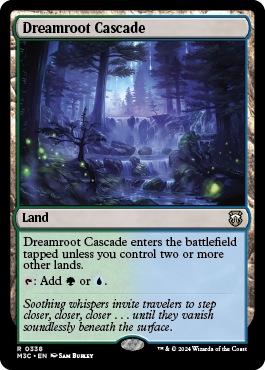 Dreamroot Cascade
Land
Dreamroot Cascade enters the battlefield
tapped unless you control two or more
other lands.
: Add or .
Soothing whispers invite travelers to step
closer, closer, closer . . . until they vanish
soundlessly beneath the surface.
R 0338
M3C • EN Sam Burley
™ & © 2024 Wizards of the Coast